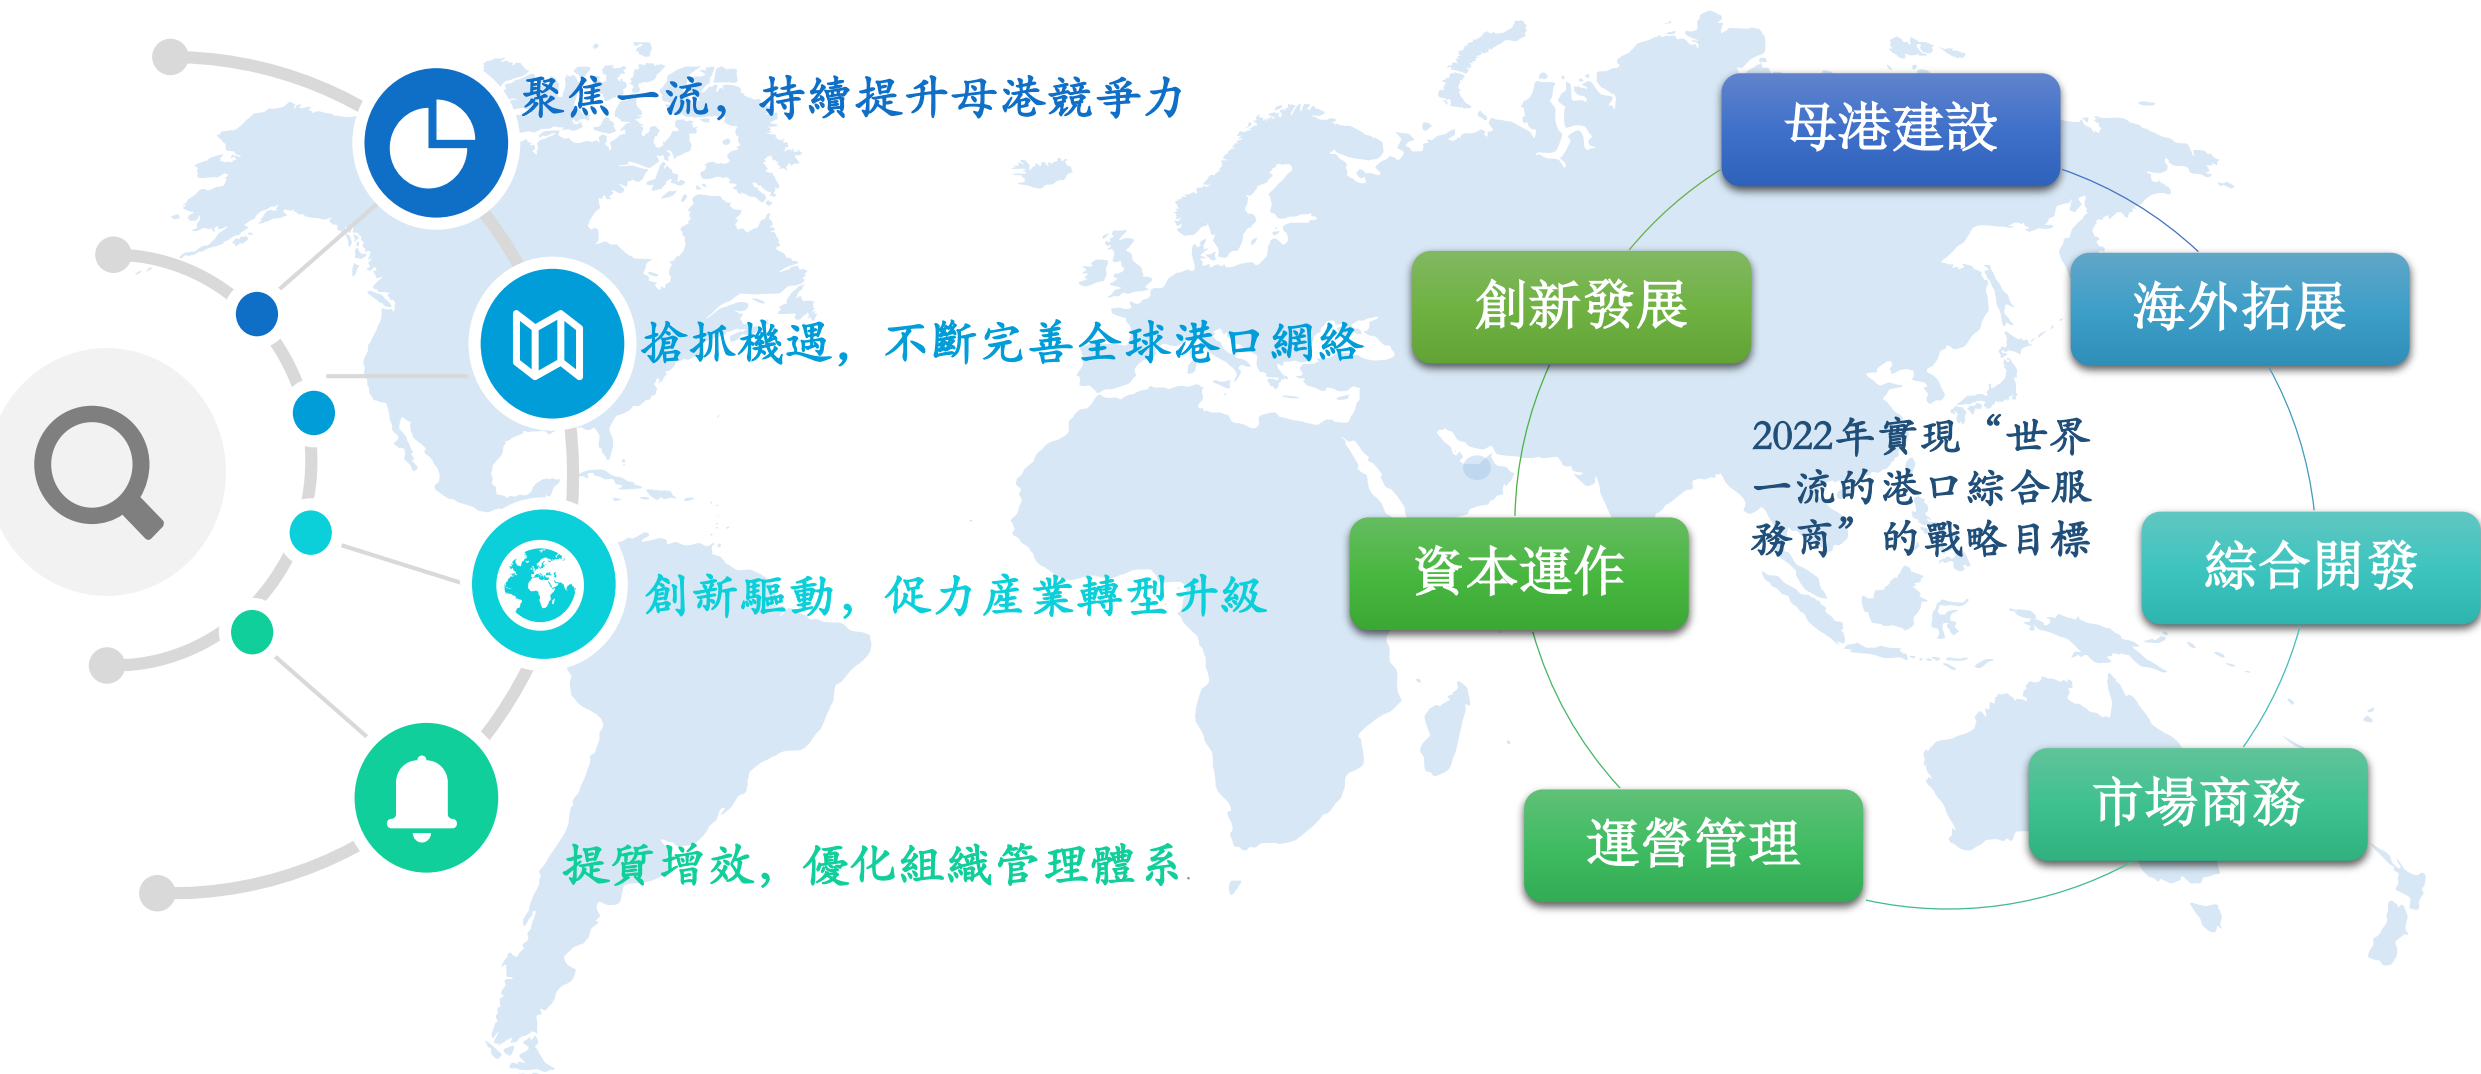 聚焦一流，持續提升母港競爭力
搶抓機遇，不斷完善全球港口網絡
創新驅動，促力産業轉型升級
提質增效，優化組織管理體系.
母港建設
海外拓展
綜合開發
市場商務
運營管理
資本運作
創新發展
2022年實現“世界
一流的港口綜合服
務商”的戰略目標